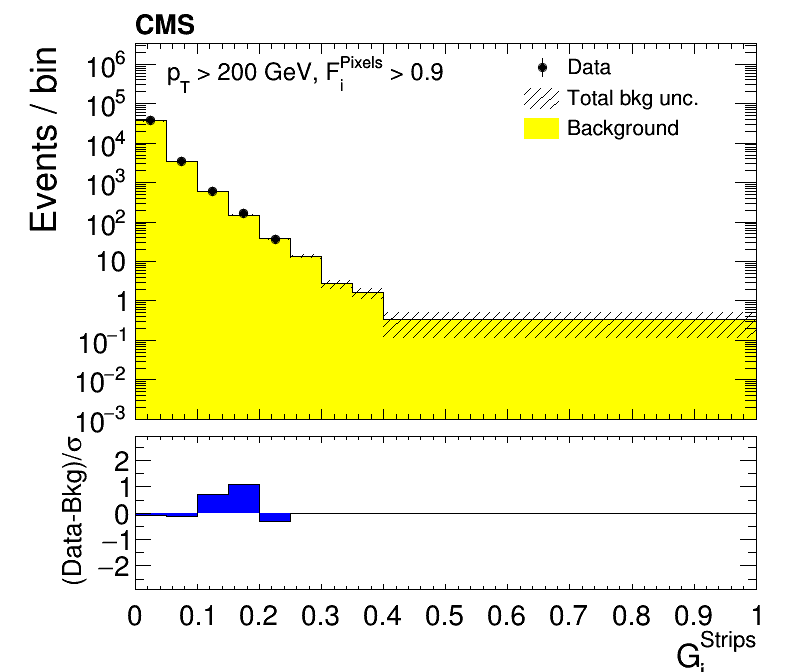 CMS
p_T > 200 GeV, F_i^Pixels > 0.9
Data
Total bkg unc.
Background
Events / bin
10^6
10^5
10^4
10^3
10^2
10
1
10^−1
10^−2
10^−3
(Data-Bkg)/σ
2
1
0
−1
−2
0 0.1 0.2 0.3 0.4 0.5 0.6 0.7 0.8 0.9 1
G_i^Strips